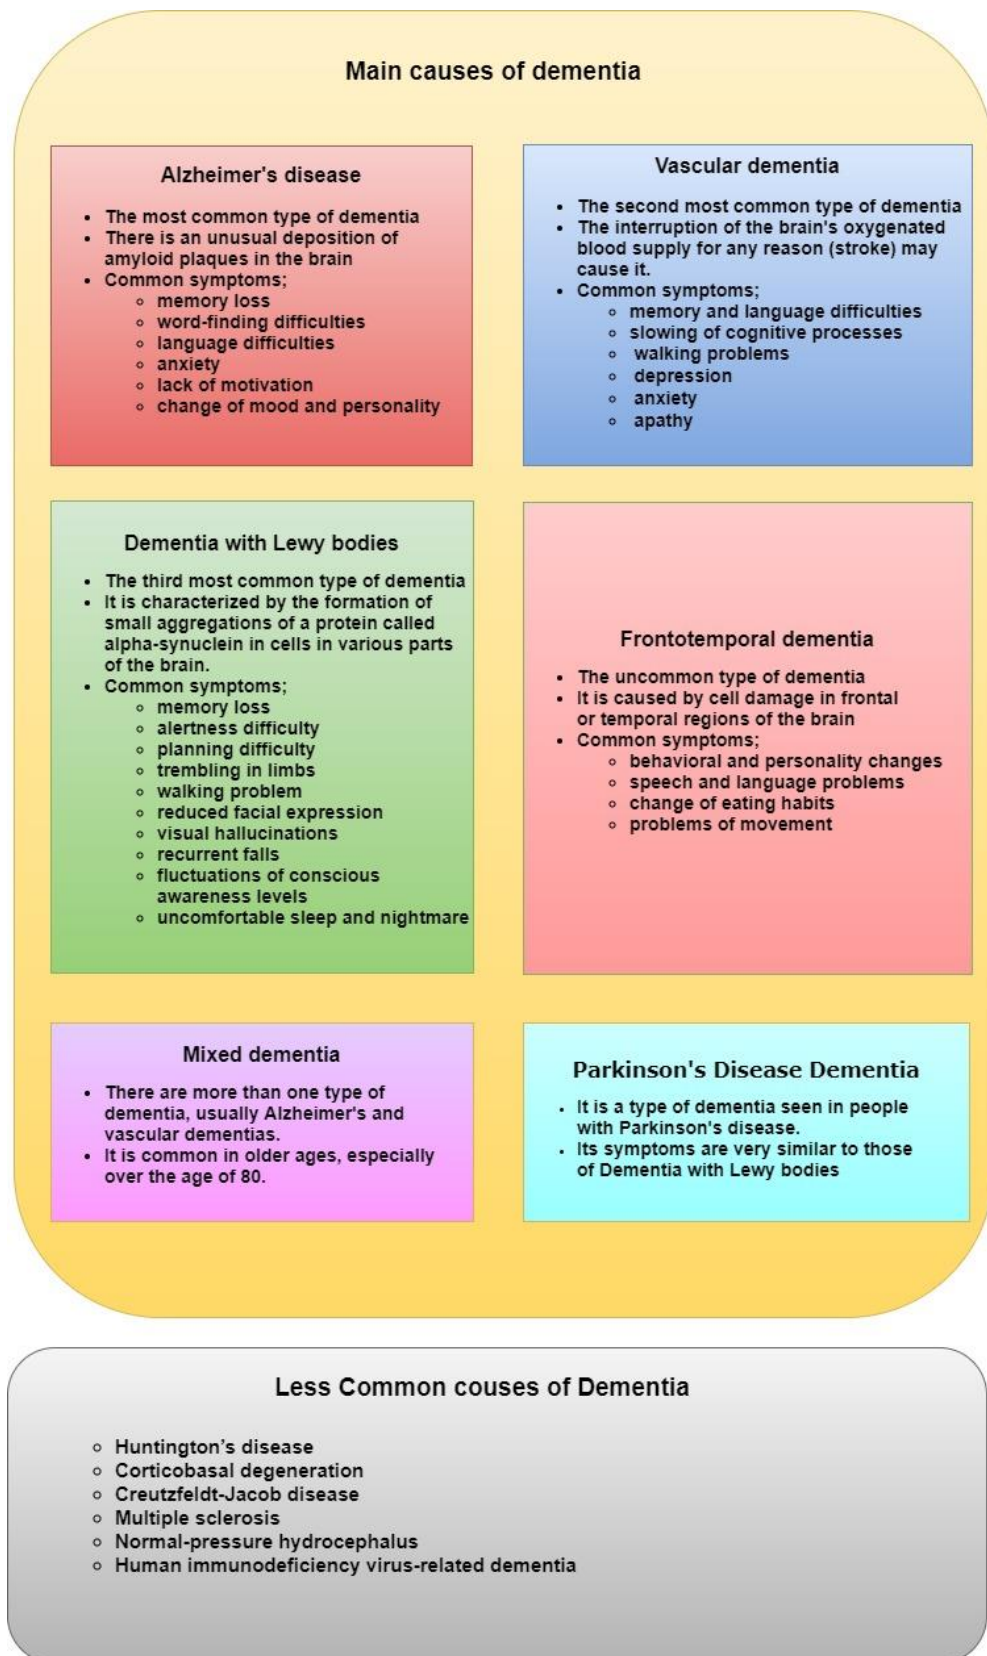 Main causes of dementia
Alzheimer's disease
• The most common type of dementia
• There is an unusual deposition of
amyloid plaques in the brain
• Common symptoms;
◦ memory loss
◦ word-finding difficulties
◦ language difficulties
◦ anxiety
◦ lack of motivation
◦ change of mood and personality
Vascular dementia
• The second most common type of dementia
• The interruption of the brain's oxygenated
blood supply for any reason (stroke) may
cause it.
• Common symptoms;
◦ memory and language difficulties
◦ slowing of cognitive processes
◦ walking problems
◦ depression
◦ anxiety
◦ apathy
Dementia with Lewy bodies
• The third most common type of dementia
• It is characterized by the formation of
small aggregations of a protein called
alpha-synuclein in cells in various parts
of the brain.
• Common symptoms;
◦ memory loss
◦ alertness difficulty
◦ planning difficulty
◦ trembling in limbs
◦ walking problem
◦ reduced facial expression
◦ visual hallucinations
◦ recurrent falls
◦ fluctuations of conscious
awareness levels
◦ uncomfortable sleep and nightmare
Frontotemporal dementia
• The uncommon type of dementia
• It is caused by cell damage in frontal
or temporal regions of the brain
• Common symptoms;
◦ behavioral and personality changes
◦ speech and language problems
◦ change of eating habits
◦ problems of movement
Mixed dementia
• There are more than one type of
dementia, usually Alzheimer's and
vascular dementias.
• It is common in older ages, especially
over the age of 80.
Parkinson's Disease Dementia
• It is a type of dementia seen in people
with Parkinson's disease.
• Its symptoms are very similar to those
of Dementia with Lewy bodies
Less Common couses of Dementia
◦ Huntington’s disease
◦ Corticobasal degeneration
◦ Creutzfeldt-Jacob disease
◦ Multiple sclerosis
◦ Normal-pressure hydrocephalus
◦ Human immunodeficiency virus-related dementia